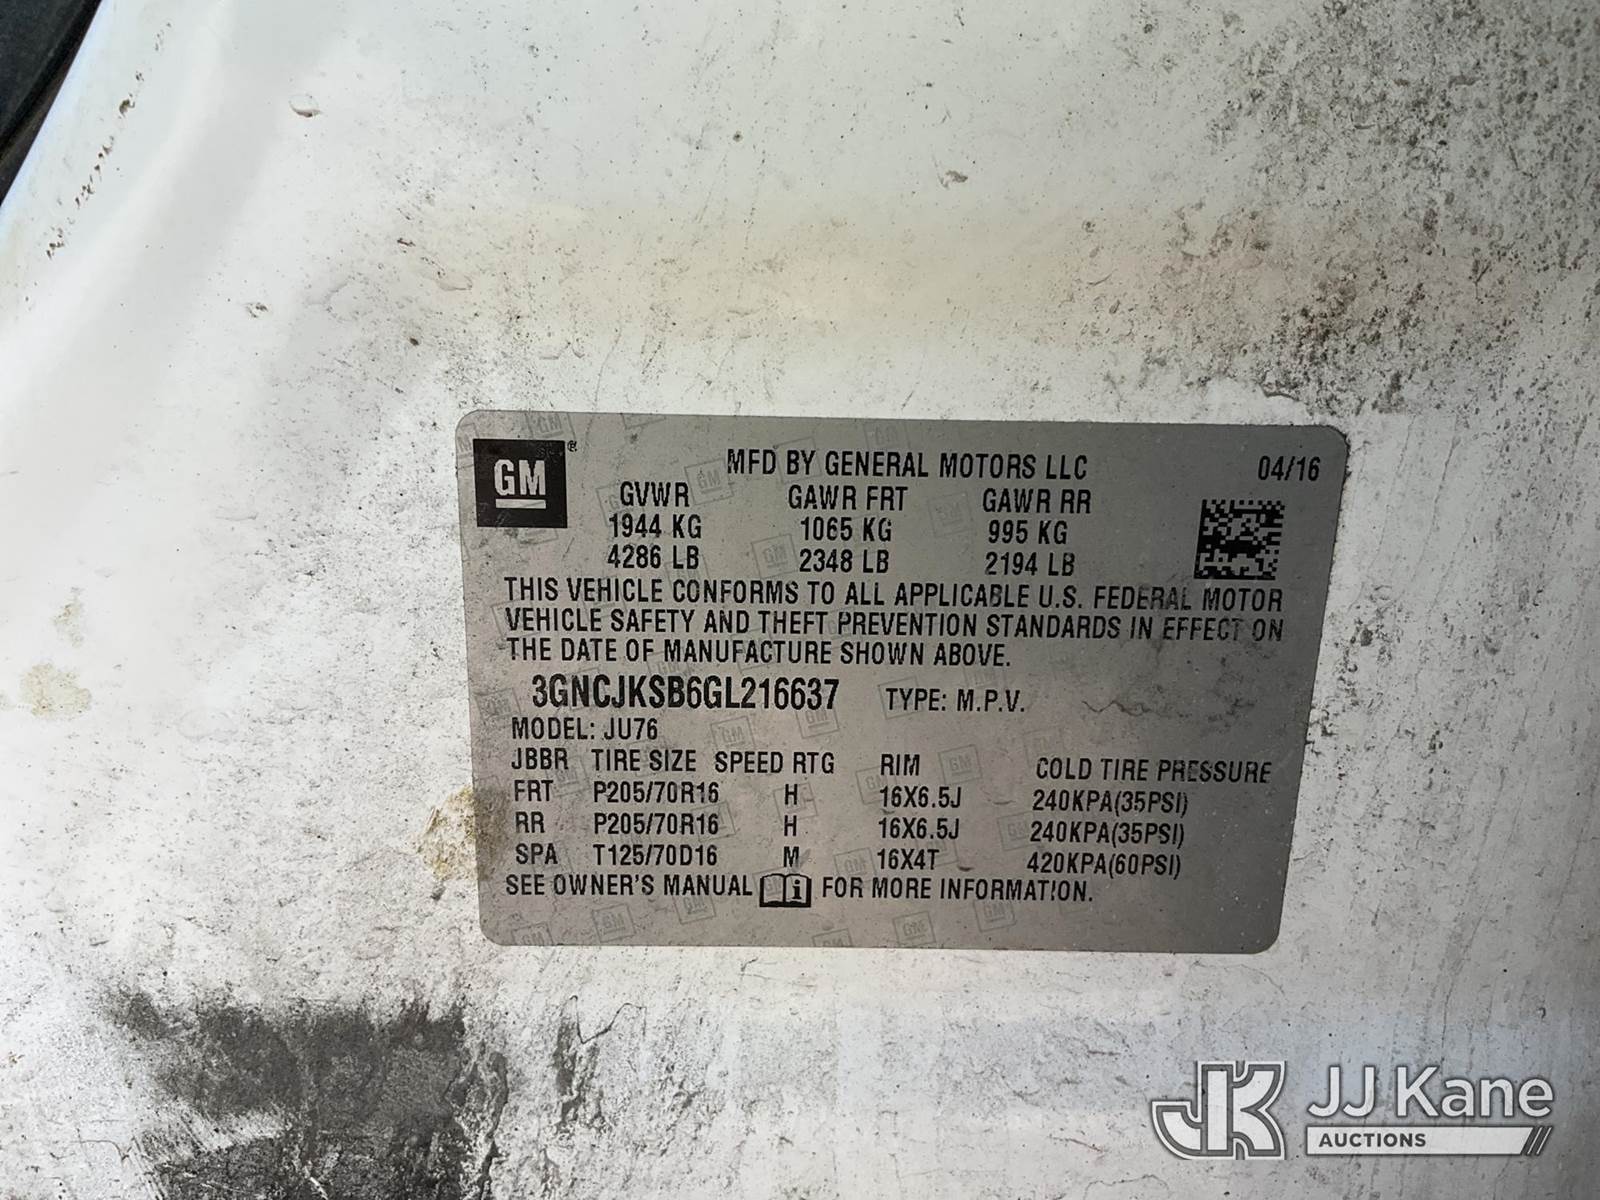 GM
MFD BY GENERAL MOTORS LLC 04/16
GVWR GAWR FRT GAWR RR
1944 KG 1065 KG 995 KG
4286 LB 2348 LB 2194 LB
THIS VEHICLE CONFORMS TO ALL APPLICABLE U.S. FEDERAL MOTOR
VEHICLE SAFETY AND THEFT PREVENTION STANDARDS IN EFFECT ON
THE DATE OF MANUFACTURE SHOWN ABOVE.
3GNCJKSB6GL216637 TYPE: M.P.V.
MODEL: JU76
JBBR TIRE SIZE SPEED RTG RIM COLD TIRE PRESSURE
FRT P205/70R16 H 16X6.5J 240KPA(35PSI)
RR P205/70R16 H 16X6.5J 240KPA(35PSI)
SPA T125/70D16 M 16X4T 420KPA(60PSI)
SEE OWNER'S MANUAL i FOR MORE INFORMATION.
JK JJ Kane
AUCTIONS